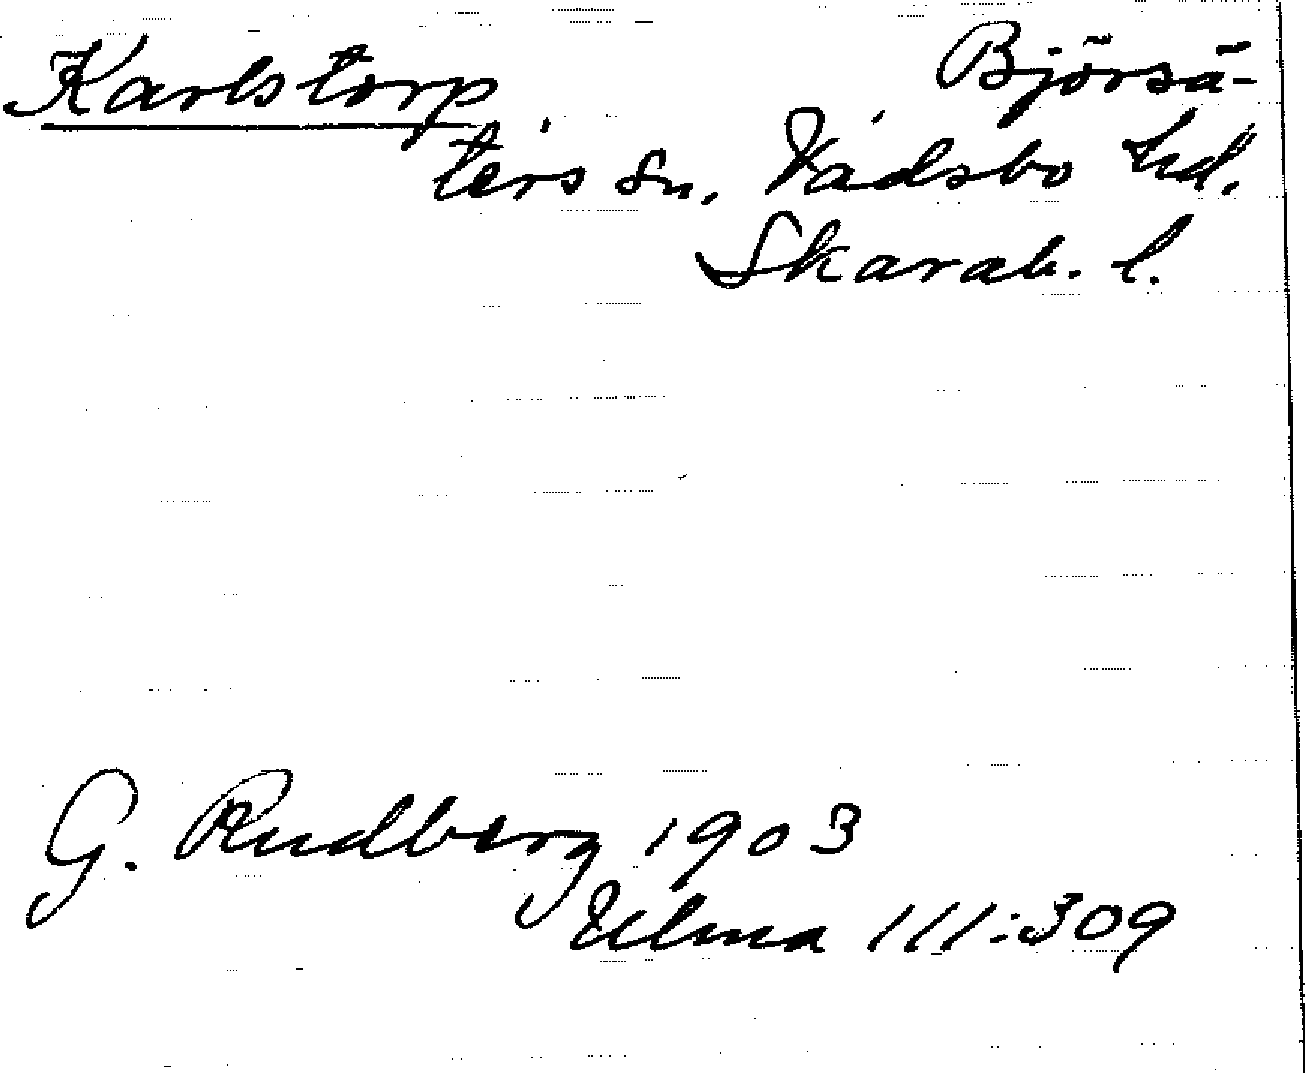 Karlstorp Björsä-
ters sn. Vadsbo hd.
Skarab. l.
G. Rudberg 1903
Ulma 111:309